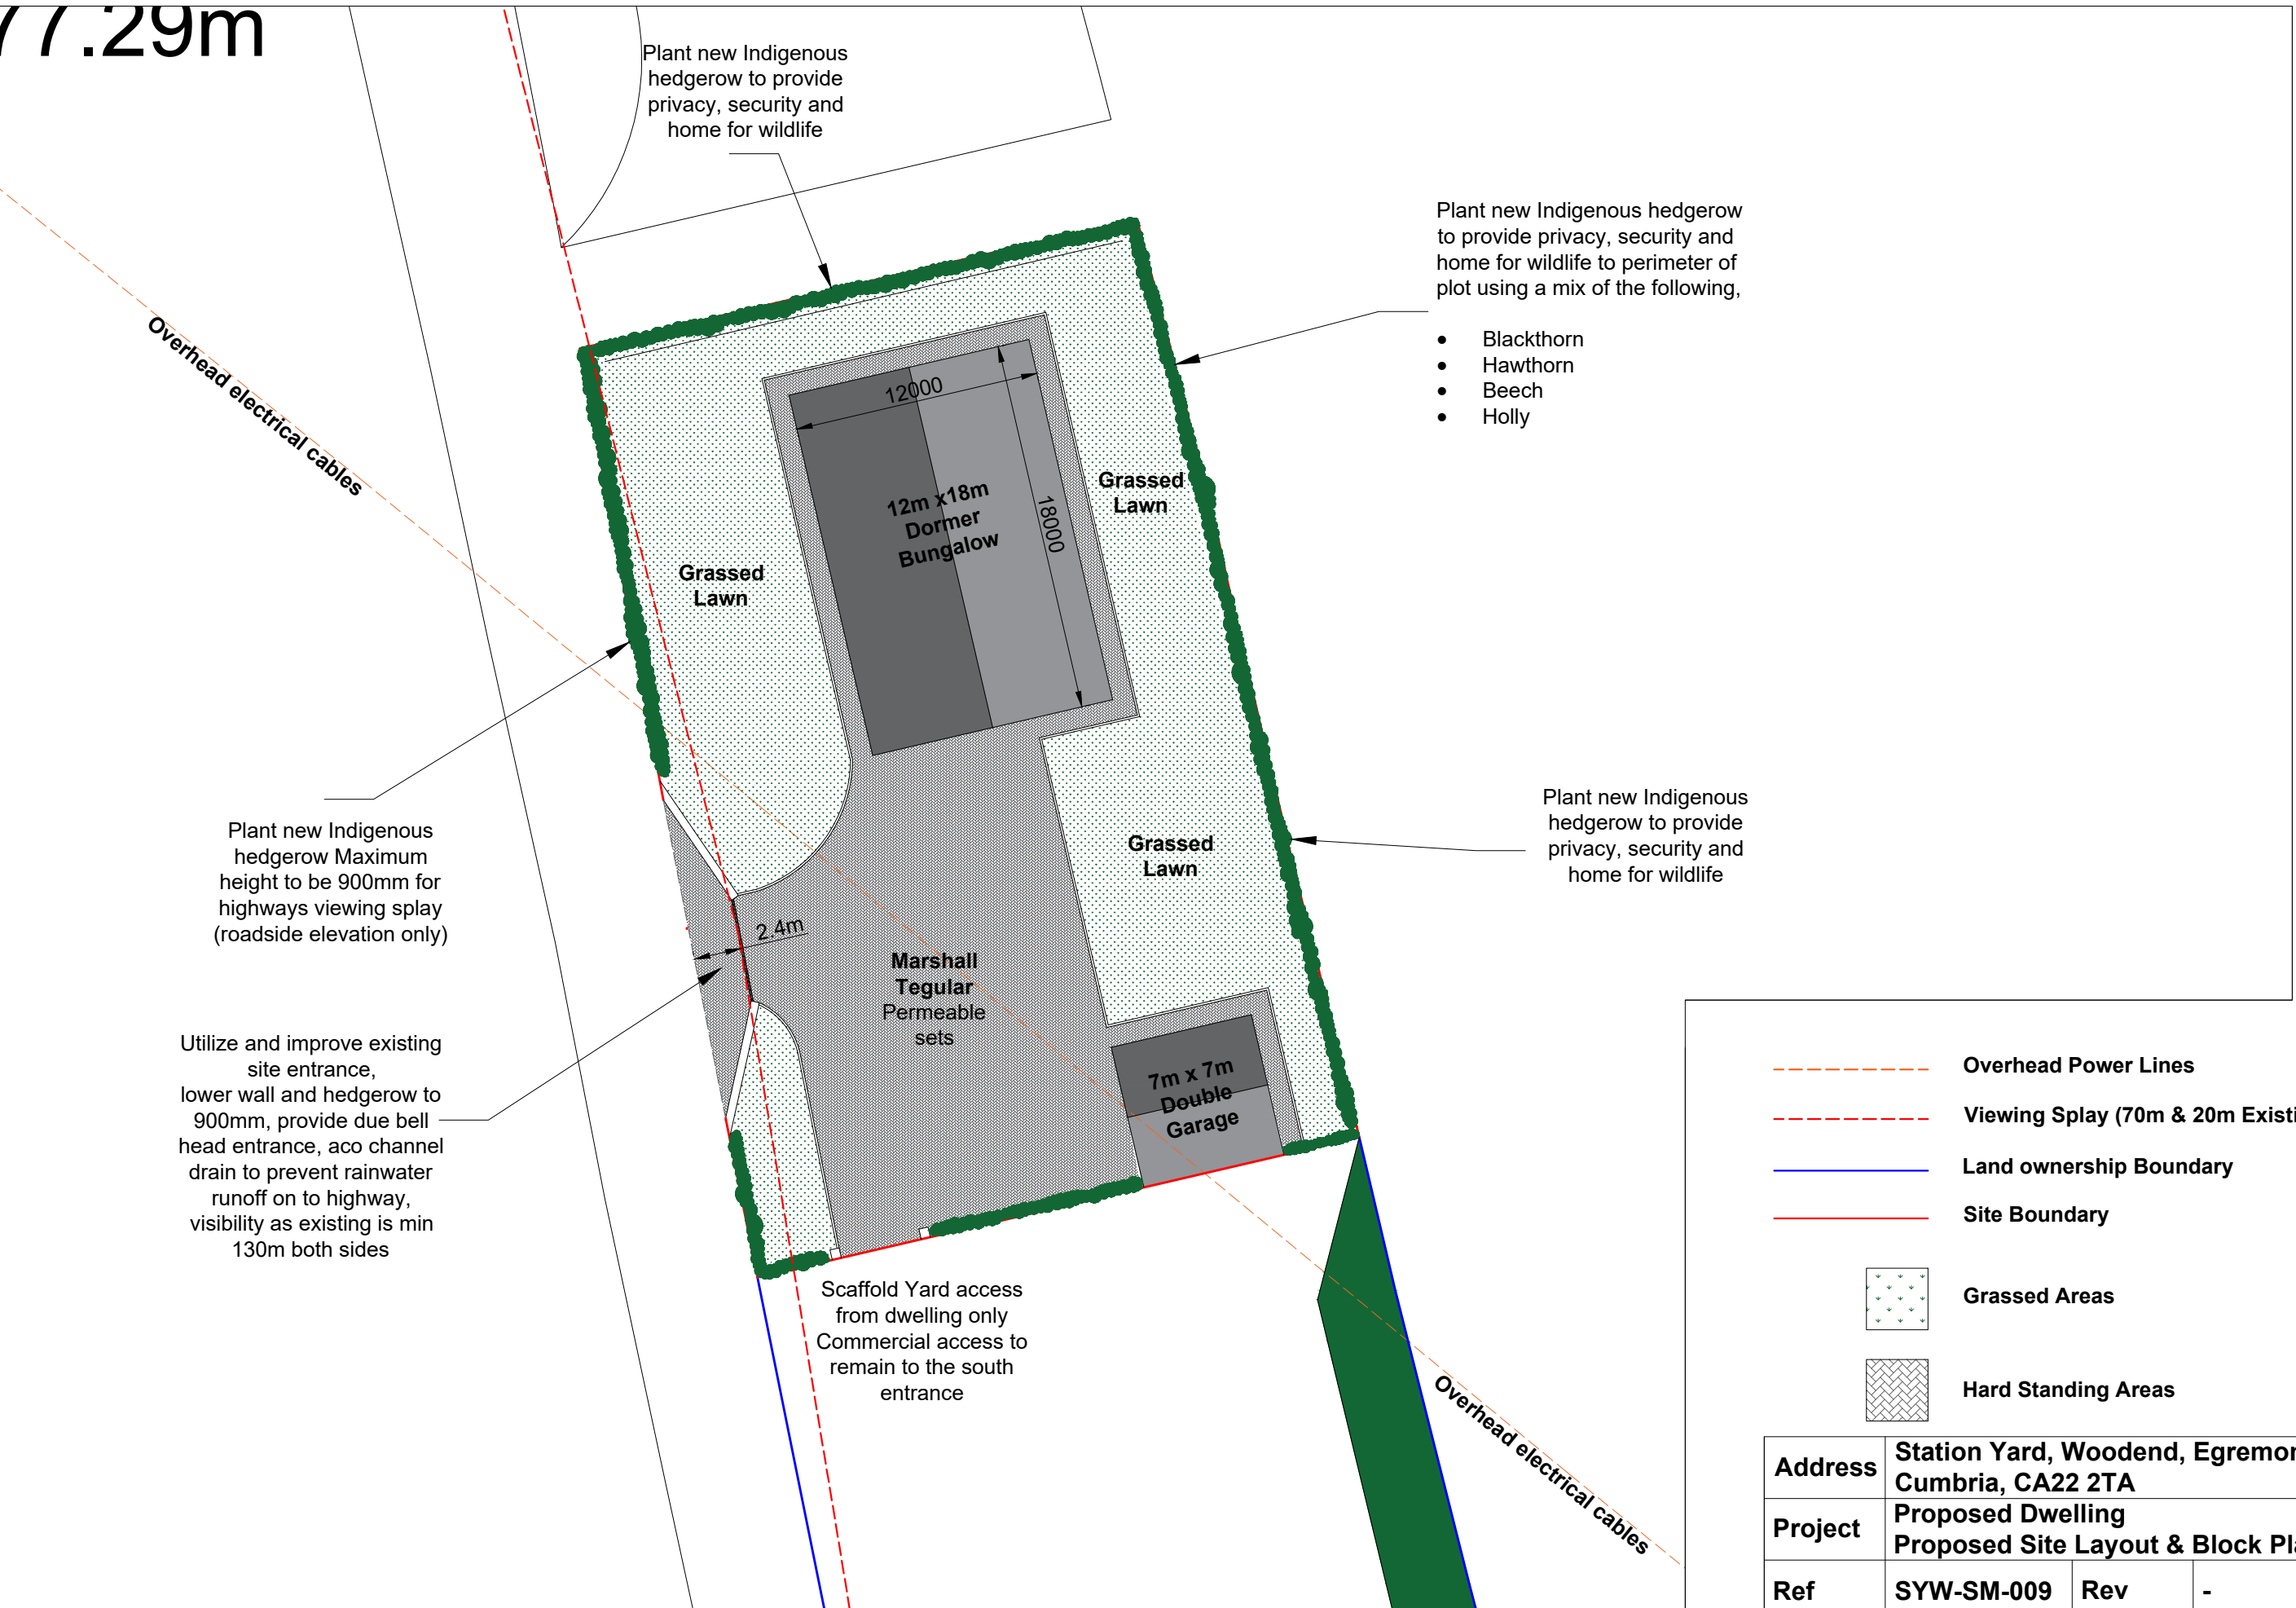 77.29m
Plant new Indigenous
hedgerow to provide
privacy, security and
home for wildlife
Plant new Indigenous hedgerow
to provide privacy, security and
home for wildlife to perimeter of
plot using a mix of the following,
• Blackthorn
• Hawthorn
• Beech
• Holly
Overhead electrical cables
12000
12m x18m
Dormer
Bungalow
18000
Grassed
Lawn
Grassed
Lawn
Plant new Indigenous
hedgerow Maximum
height to be 900mm for
highways viewing splay
(roadside elevation only)
Plant new Indigenous
hedgerow to provide
privacy, security and
home for wildlife
Grassed
Lawn
2.4m
Marshall
Tegular
Permeable
sets
Utilize and improve existing
site entrance,
lower wall and hedgerow to
900mm, provide due bell
head entrance, aco channel
drain to prevent rainwater
runoff on to highway,
visibility as existing is min
130m both sides
7m x 7m
Double
Garage
Scaffold Yard access
from dwelling only
Commercial access to
remain to the south
entrance
Overhead electrical cables
Overhead Power Lines
Viewing Splay (70m & 20m Existi
Land ownership Boundary
Site Boundary
Grassed Areas
Hard Standing Areas
Address Station Yard, Woodend, Egremon
Cumbria, CA22 2TA
Project Proposed Dwelling
Proposed Site Layout & Block Pla
Ref SYW-SM-009 Rev -